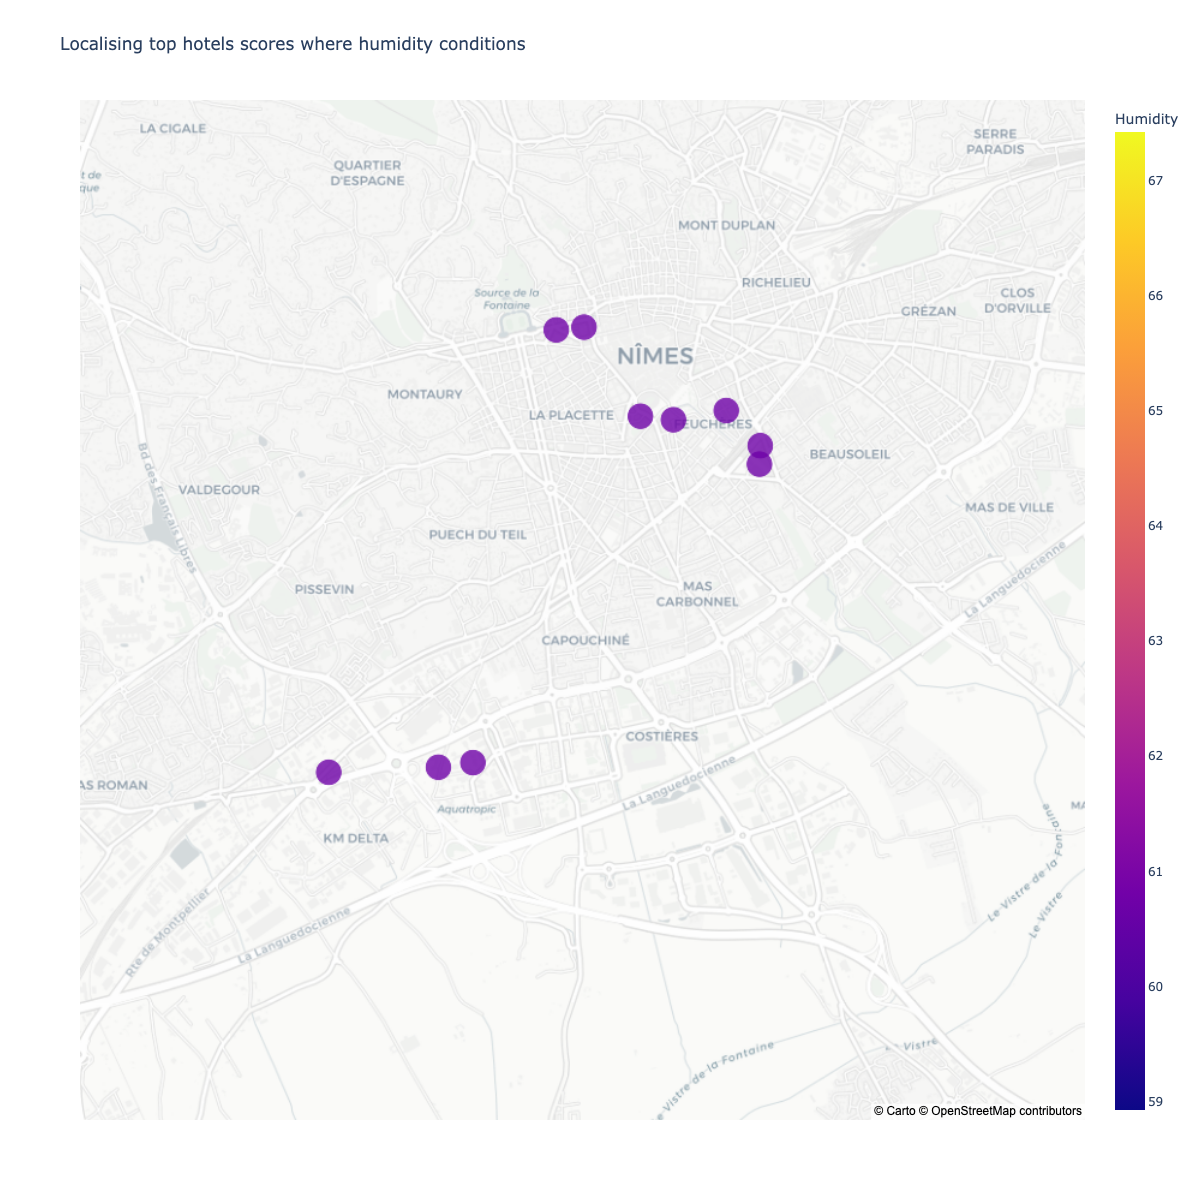 Localising top hotels scores where humidity conditions
Humidity
LA CIGALE
SERRE
PARADIS
QUARTIER
D'ESPAGNE
t de
que
67
MONT DUPLAN
RICHELIEU
Source de la
Fontaine
CLOS
D'ORVILLE
66
GRÉZAN
NÎMES
MONTAURY
LA PLACETTE
65
FEUCHÈRES
BEAUSOLEIL
Bd des Français Libres
VALDEGOUR
MAS DE VILLE
64
PUECH DU TEIL
La Languedocienne
PISSEVIN
MAS
CARBONNEL
63
CAPOUCHINÉ
COSTIÈRES
62
La Languedocienne
AS ROMAN
Aquatropic
MA
KM DELTA
61
Le Vistre de la Fontaine
Le Vistre
Rte de Montpellier
La Languedocienne
60
Le Vistre de la Fontaine
Le Vistre
59
© Carto © OpenStreetMap contributors